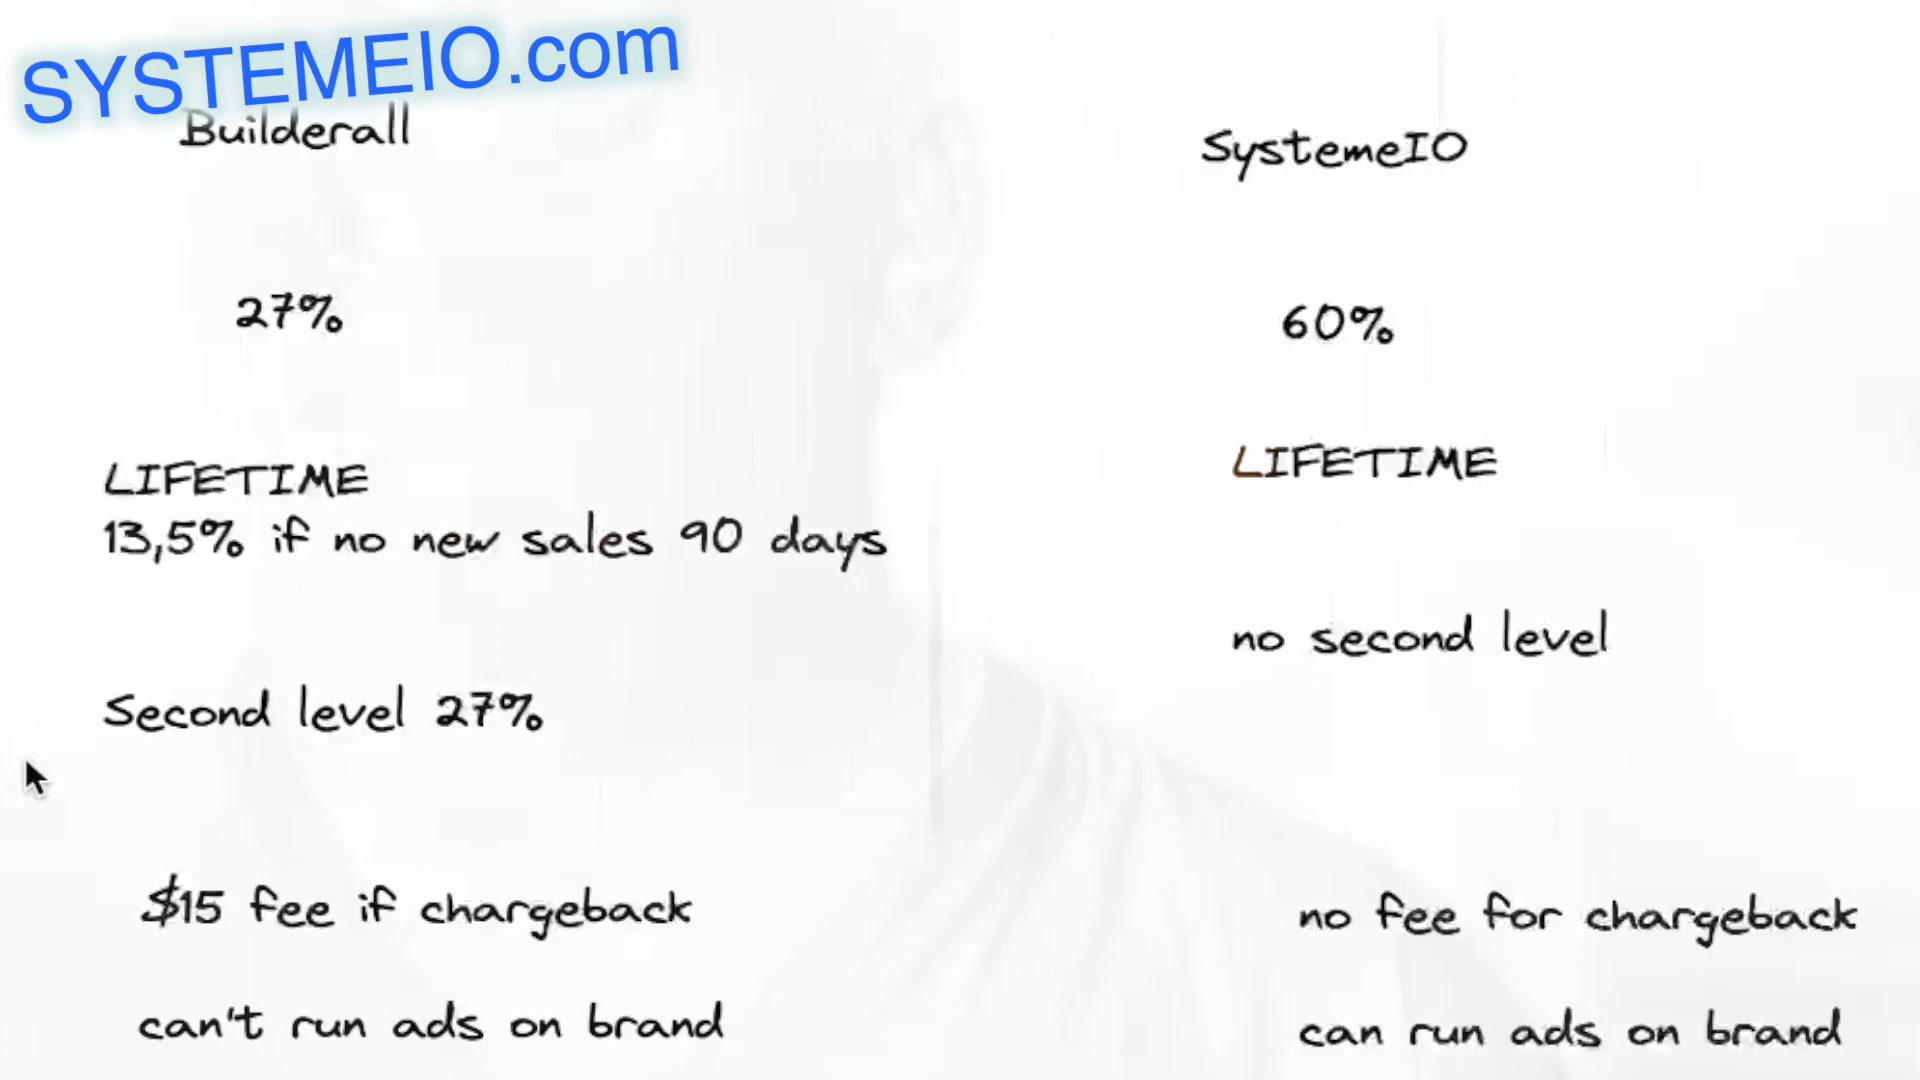 SYSTEMEIO.com
Builderall
27%
LIFETIME
13,5% if no new sales 90 days
Second level 27%
$15 fee if chargeback
can't run ads on brand
SystemeIO
60%
LIFETIME
no second level
no fee for chargeback
can run ads on brand